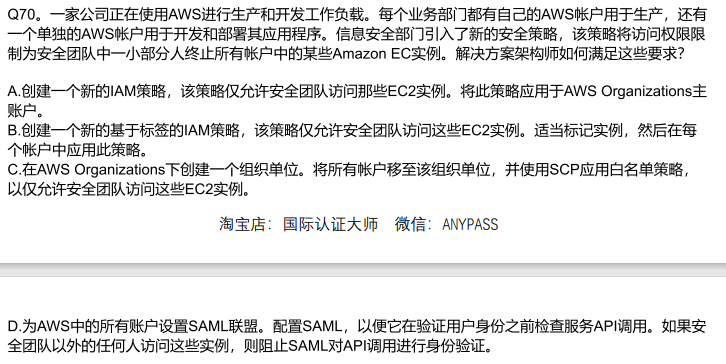 Q70。一家公司正在使用AWS进行生产和开发工作负载。每个业务部门都有自己的AWS帐户用于生产，还有
一个单独的AWS帐户用于开发和部署其应用程序。信息安全部门引入了新的安全策略，该策略将访问权限限
制为安全团队中一小部分人终止所有帐户中的某些Amazon EC实例。解决方案架构师如何满足这些要求？
A.创建一个新的IAM策略，该策略仅允许安全团队访问那些EC2实例。将此策略应用于AWS Organizations主
账户。
B.创建一个新的基于标签的IAM策略，该策略仅允许安全团队访问这些EC2实例。适当标记实例，然后在每
个帐户中应用此策略。
C.在AWS Organizations下创建一个组织单位。将所有帐户移至该组织单位，并使用SCP应用白名单策略，
以仅允许安全团队访问这些EC2实例。
淘宝店：国际认证大师 微信：ANYPASS
D.为AWS中的所有账户设置SAML联盟。配置SAML，以便它在验证用户身份之前检查服务API调用。如果安
全团队以外的任何人访问这些实例，则阻止SAML对API调用进行身份验证。